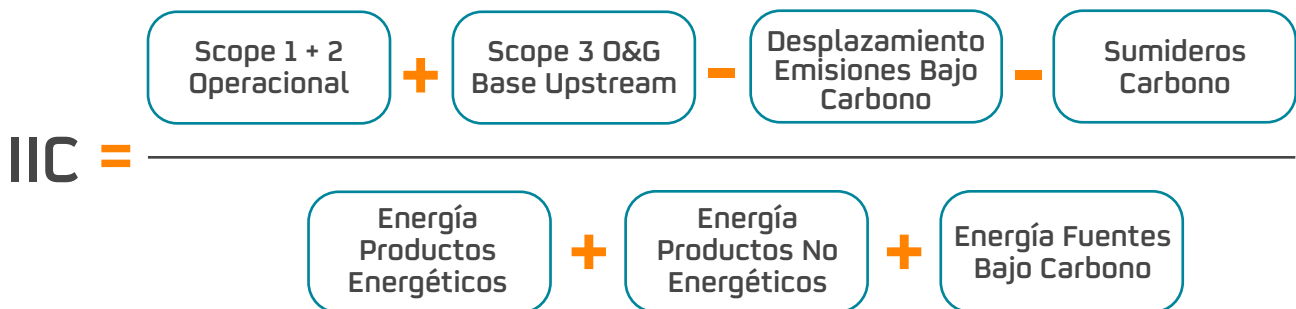 Scope 1 + 2
Operacional
+
Scope 3 O&G
Base Upstream
-
Desplazamiento
Emisiones Bajo
Carbono
-
Sumideros
Carbono
IIC =
Energía
Productos
Energéticos
+
Energía
Productos No
Energéticos
+
Energía Fuentes
Bajo Carbono